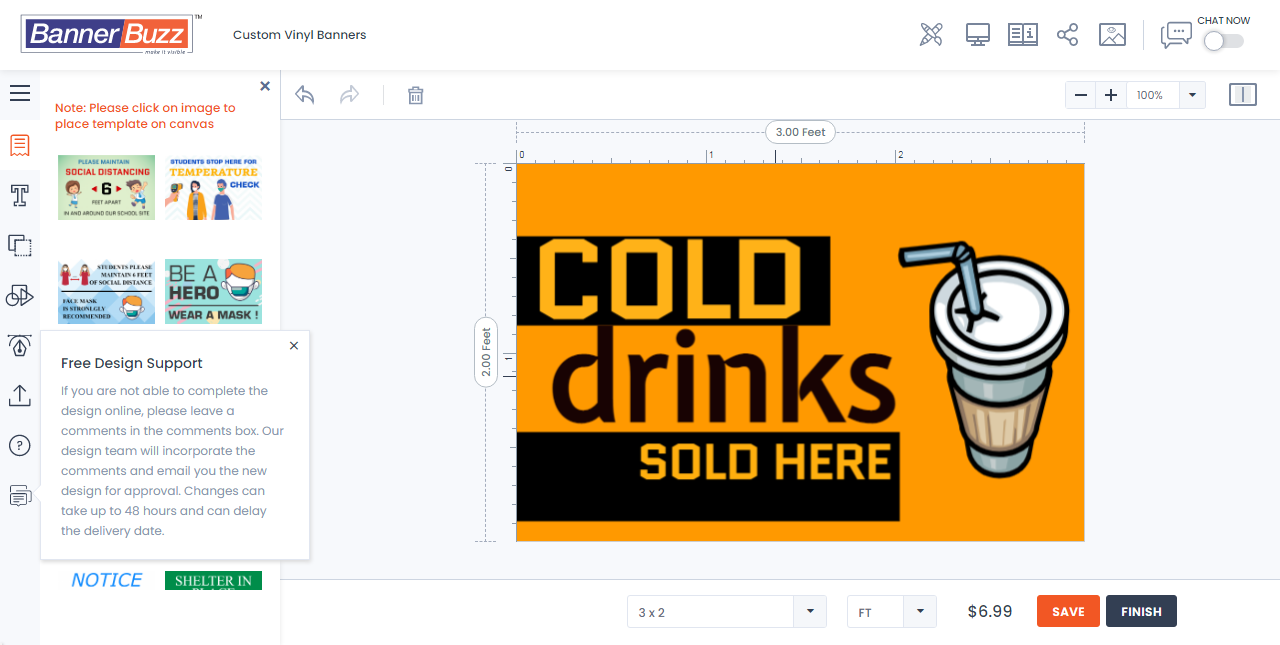 BannerBuzz™
make it visible
Custom Vinyl Banners
CHAT NOW
Note: Please click on image to
place template on canvas
100%
PLEASE MAINTAIN
SOCIAL DISTANCING
6
FEET APART
IN AND AROUND OUR SCHOOL SITE
STUDENTS STOP HERE FOR
TEMPERATURE
CHECK
STUDENTS PLEASE
MAINTAIN 6 FEET
OF SOCIAL DISTANCE
FACE MASK
IS STRONLGY
RECOMMENDED
BE A
HERO
WEAR A MASK !
Free Design Support
If you are not able to complete the
design online, please leave a
comments in the comments box. Our
design team will incorporate the
comments and email you the new
design for approval. Changes can
take up to 48 hours and can delay
the delivery date.
NOTICE
SHELTER IN
PLACE
3.00 Feet
0
1
2
0
1
2.00 Feet
COLD
drinks
SOLD HERE
3 x 2
FT
$6.99
SAVE
FINISH